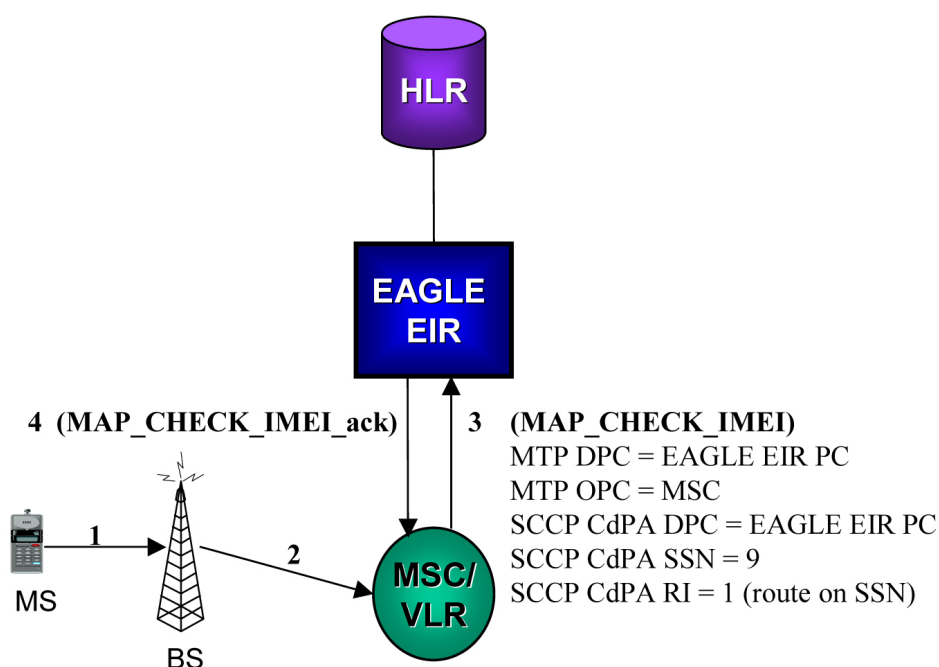 HLR
EAGLE
EIR
4 (MAP_CHECK_IMEI_ack)
3 (MAP_CHECK_IMEI)
MTP DPC = EAGLE EIR PC
MTP OPC = MSC
SCCP CdPA DPC = EAGLE EIR PC
SCCP CdPA SSN = 9
SCCP CdPA RI = 1 (route on SSN)
1
2
MSC/
VLR
MS
BS